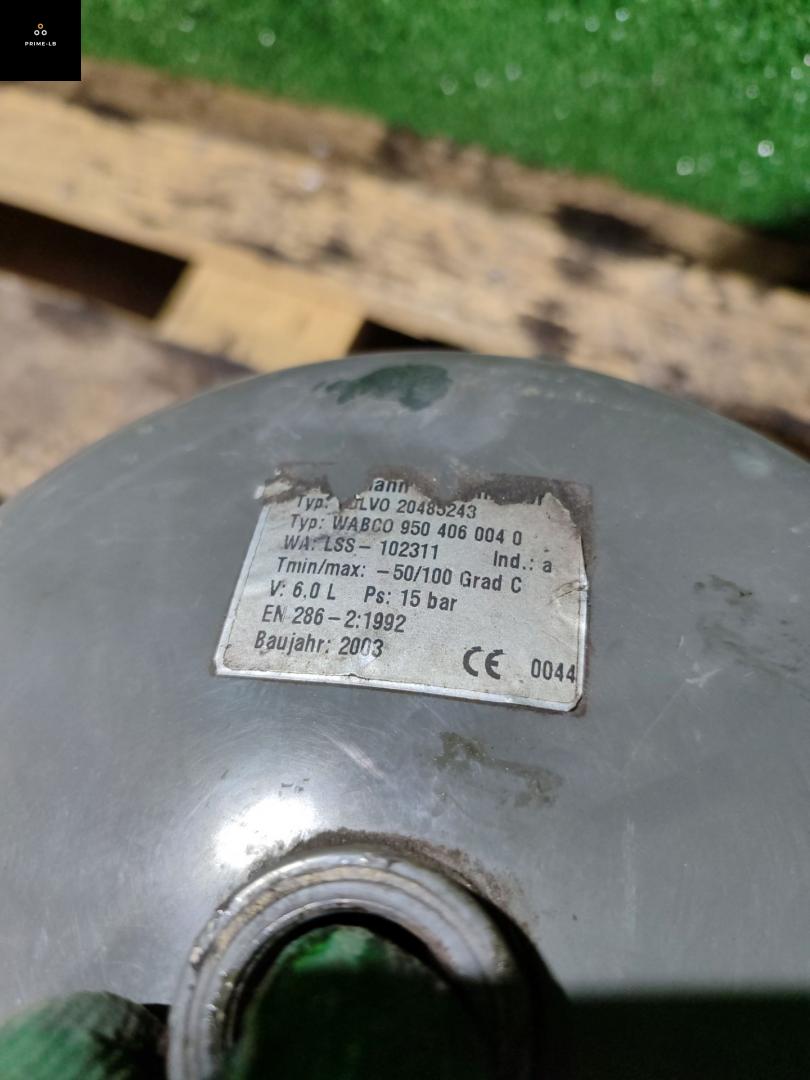 PRIME-LB
Typ: VOLVO 20485243
Typ: WABCO 950 406 004 0
WA: LSS - 102311 Ind.: a
Tmin/max: -50/100 Grad C
V: 6.0 L Ps: 15 bar
EN 286-2:1992
Baujahr: 2003
CE 0044